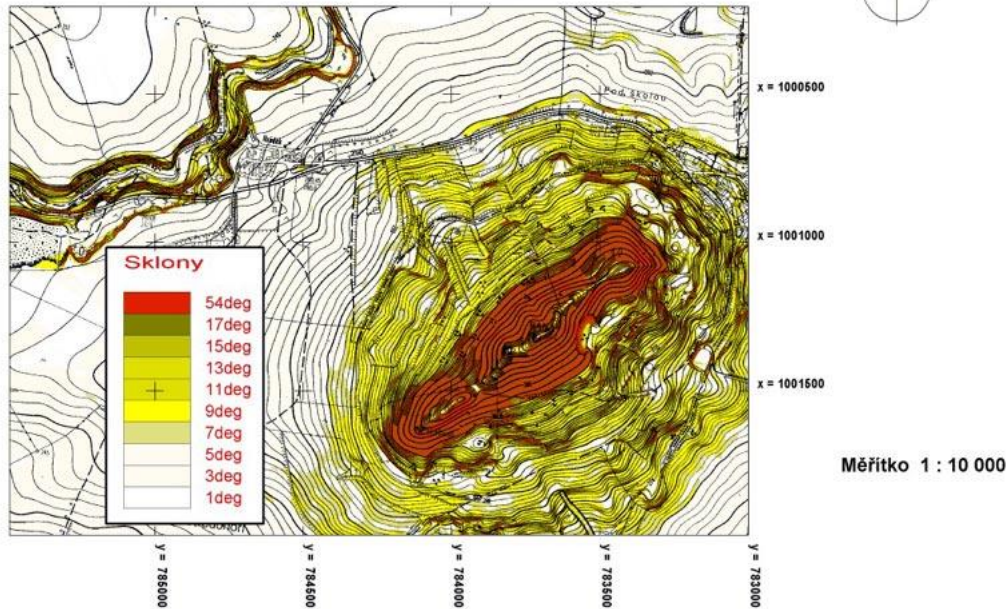 Pod školou
x = 1000500
x = 1001000
x = 1001500
Sklony
54deg
17deg
15deg
13deg
11deg
9deg
7deg
5deg
3deg
1deg
Měřítko 1 : 10 000
y = 785000
y = 784500
y = 784000
y = 783500
y = 783000